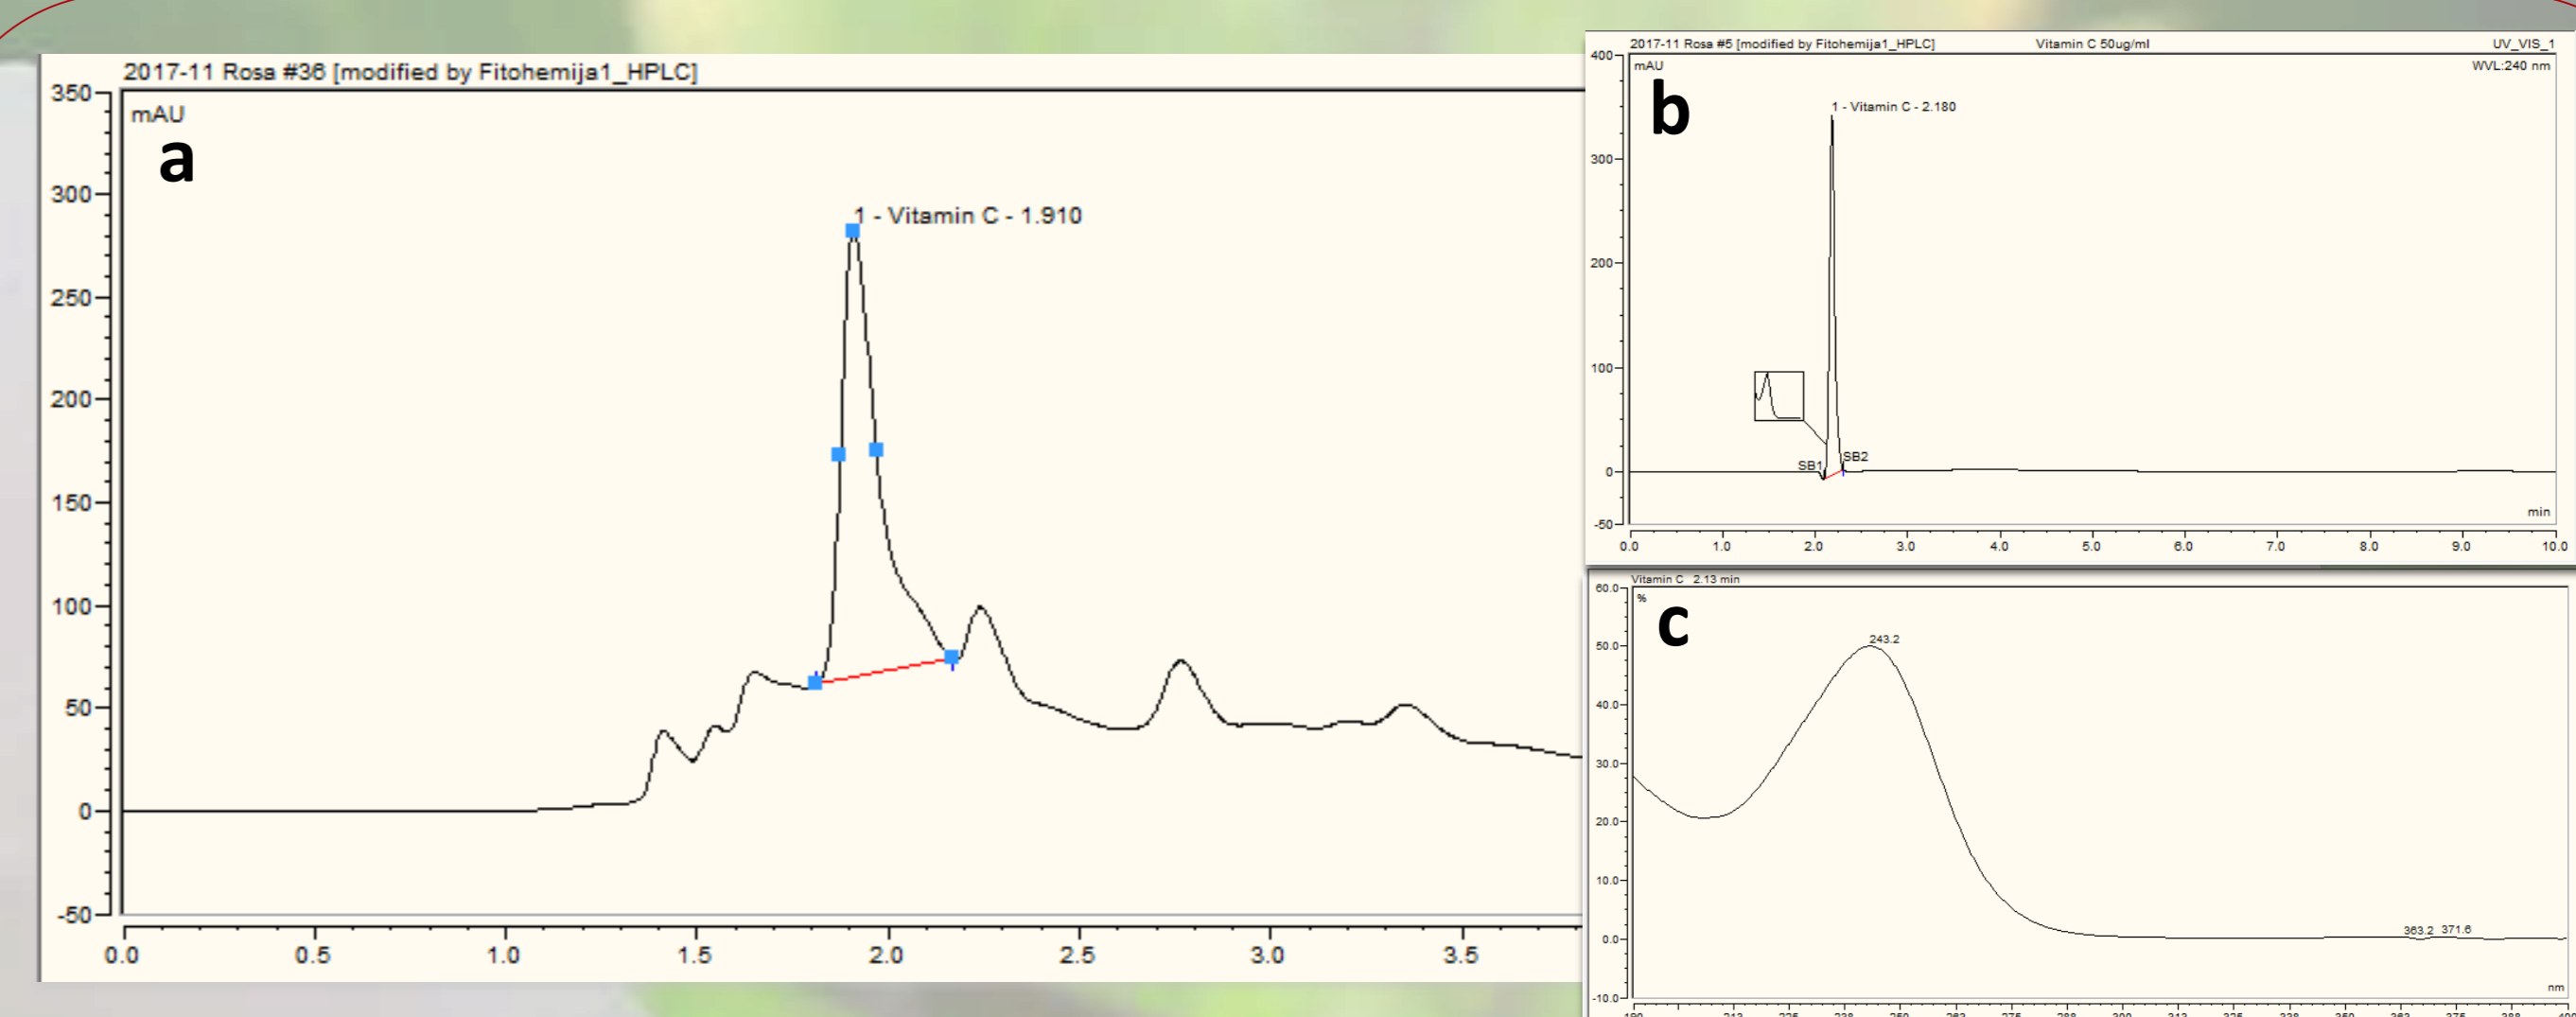 2017-11 Rosa #36 [modified by Fitohemija1_HPLC]
350
mAU
a
300
1 - Vitamin C - 1.910
250
200
150
100
50
0
-50
0.0 0.5 1.0 1.5 2.0 2.5 3.0 3.5
2017-11 Rosa #5 [modified by Fitohemija1_HPLC] Vitamin C 50ug/ml UV_VIS_1
400
mAU WVL:240 nm
b
1 - Vitamin C - 2.180
300
200
100
SB1 SB2
0
min
-50
0.0 1.0 2.0 3.0 4.0 5.0 6.0 7.0 8.0 9.0 10.0
Vitamin C 2.13 min
60.0
%
c
243.2
50.0
40.0
30.0
20.0
10.0
363.2 371.6
0.0
nm
-10.0